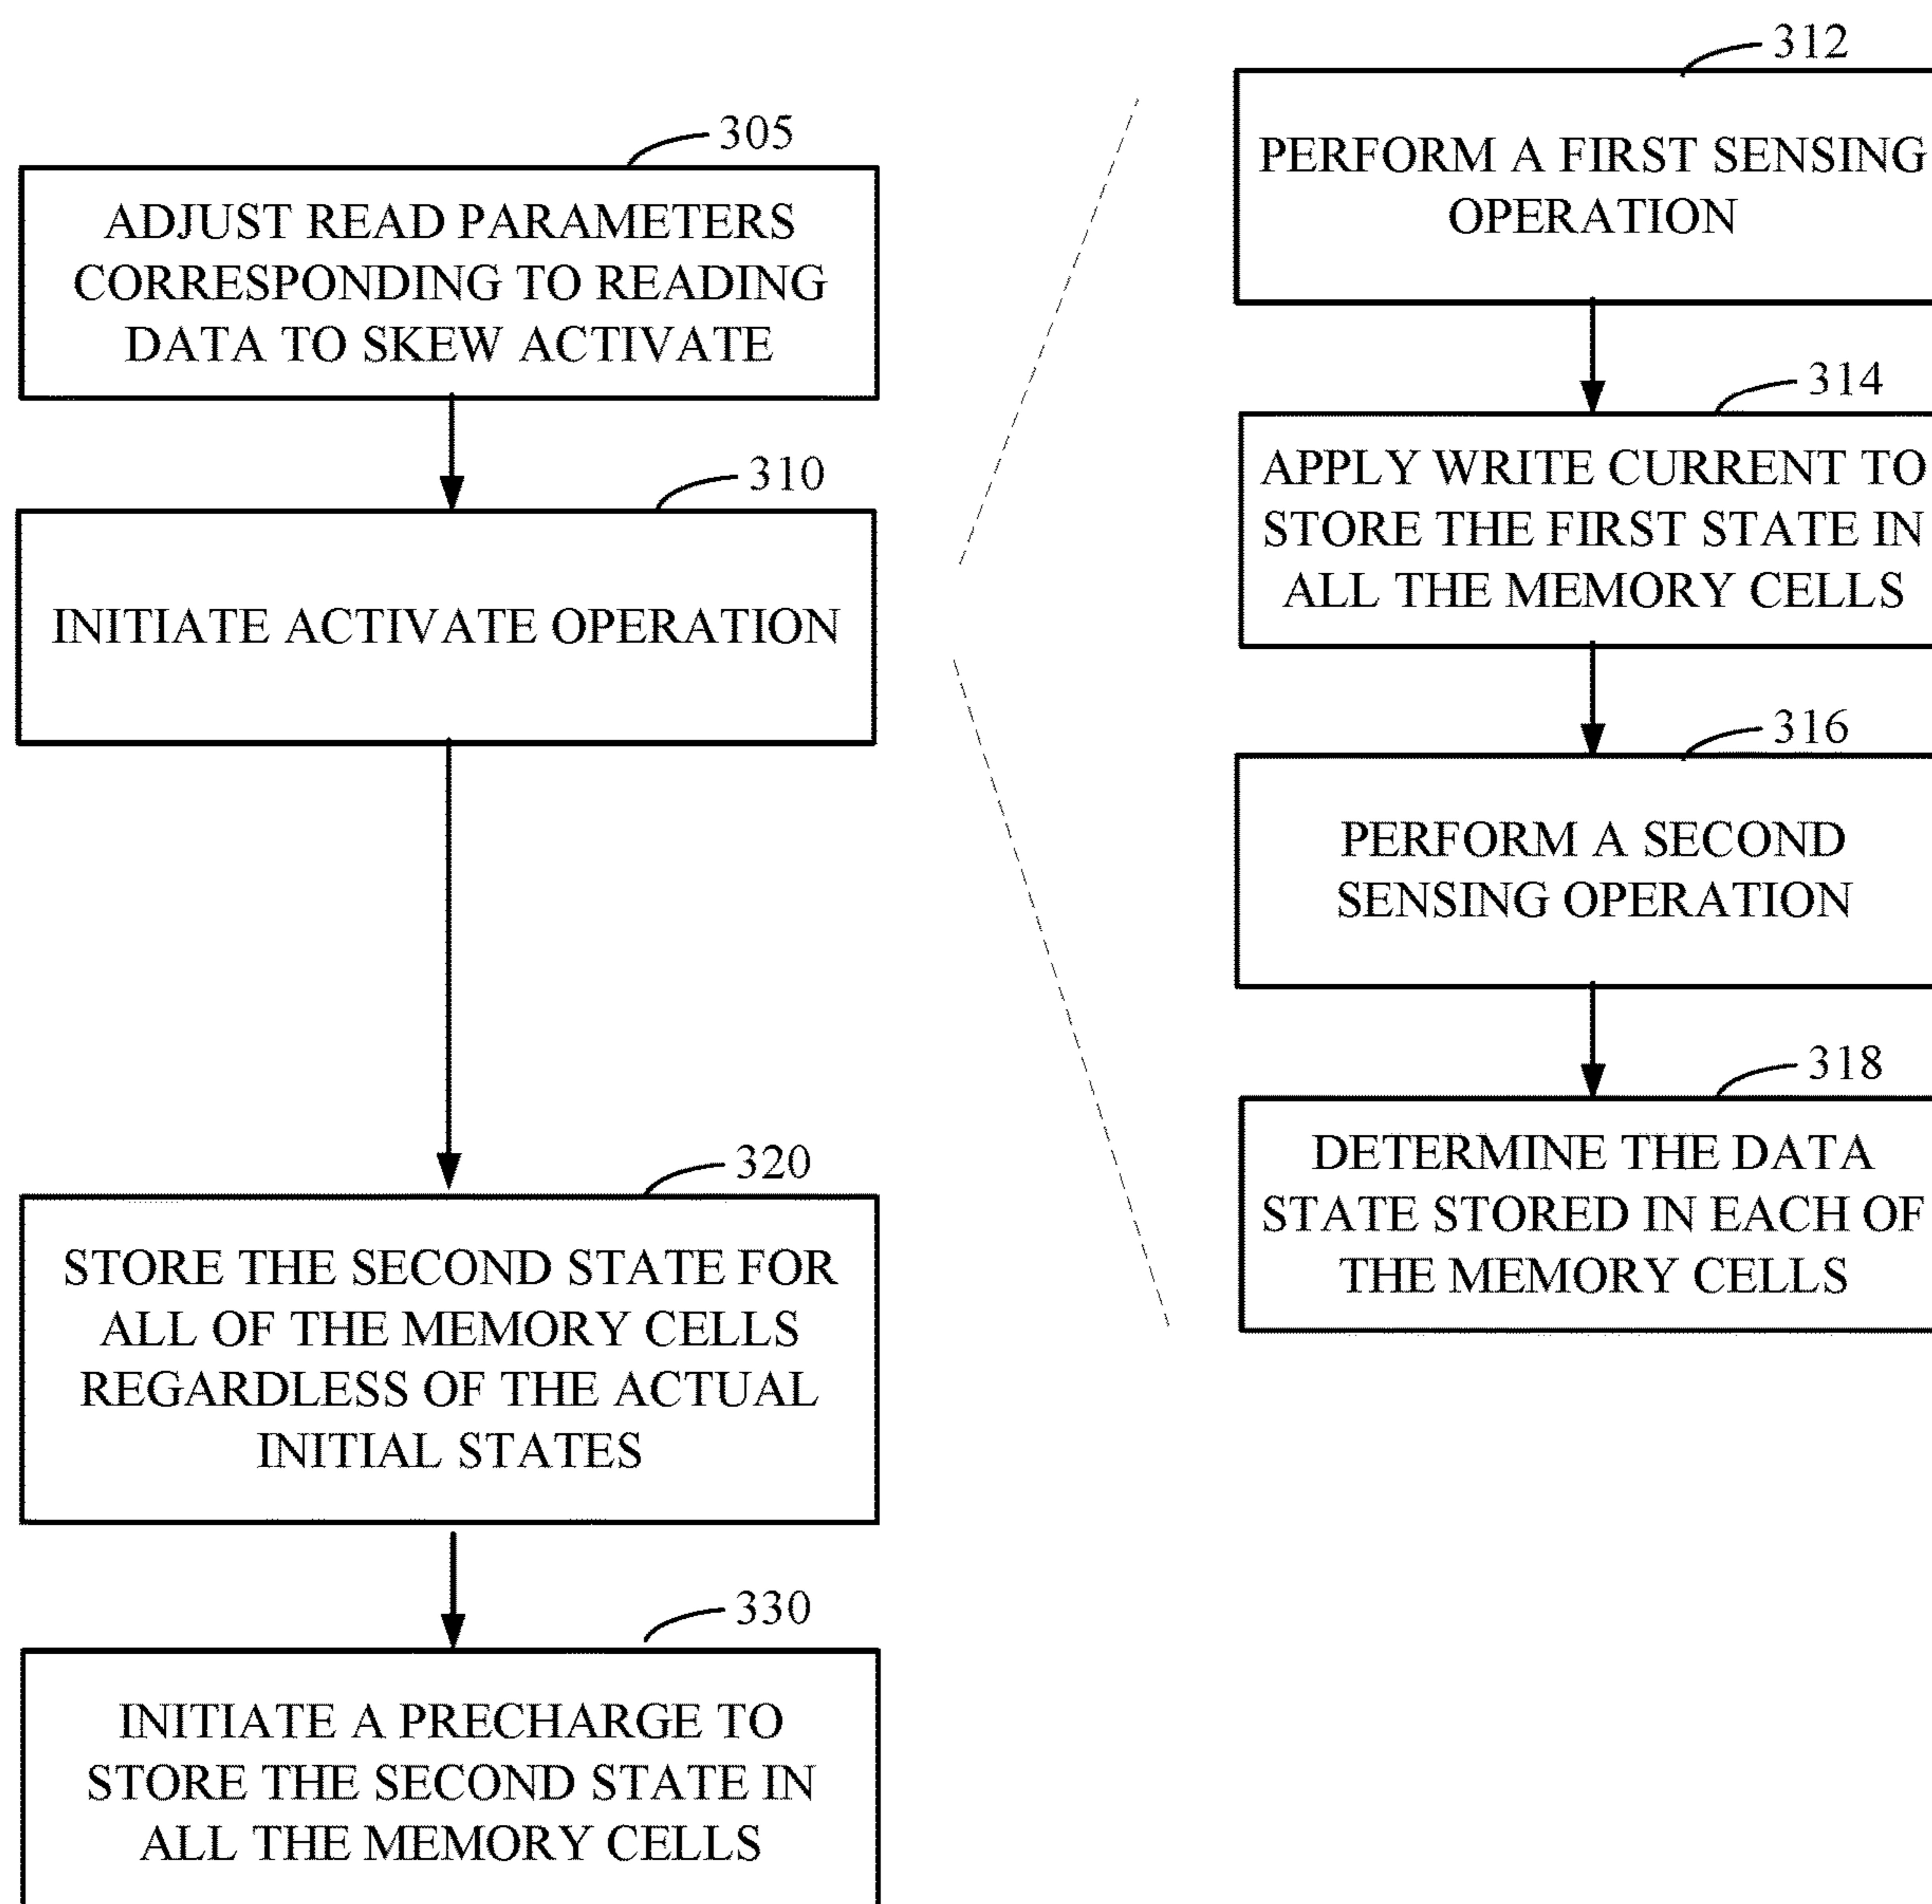 305
ADJUST READ PARAMETERS
CORRESPONDING TO READING
DATA TO SKEW ACTIVATE
310
INITIATE ACTIVATE OPERATION
320
STORE THE SECOND STATE FOR
ALL OF THE MEMORY CELLS
REGARDLESS OF THE ACTUAL
INITIAL STATES
330
INITIATE A PRECHARGE TO
STORE THE SECOND STATE IN
ALL THE MEMORY CELLS
312
PERFORM A FIRST SENSING
OPERATION
314
APPLY WRITE CURRENT TO
STORE THE FIRST STATE IN
ALL THE MEMORY CELLS
316
PERFORM A SECOND
SENSING OPERATION
318
DETERMINE THE DATA
STATE STORED IN EACH OF
THE MEMORY CELLS